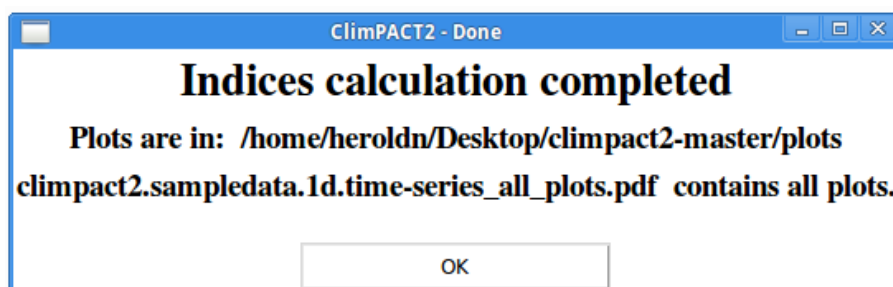 ClimPACT2 - Done
Indices calculation completed
Plots are in:  /home/heroldn/Desktop/climpact2-master/plots
climpact2.sampledata.1d.time-series_all_plots.pdf  contains all plots.
OK